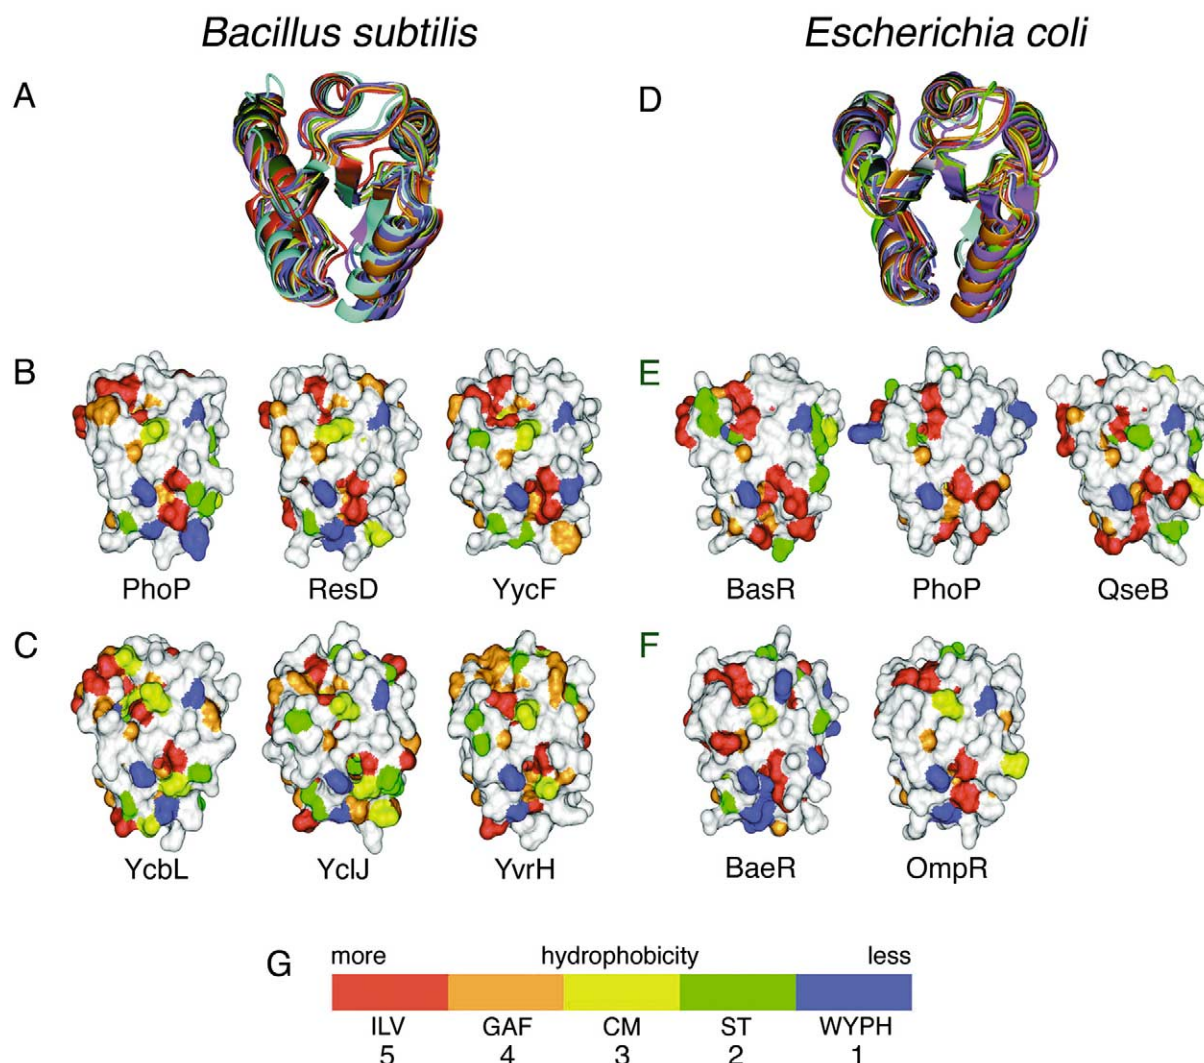 Bacillus subtilis
Escherichia coli
A
D
B
E
PhoP
ResD
YycF
BasR
PhoP
QseB
C
F
YcbL
YclJ
YvrH
BaeR
OmpR
G
more hydrophobicity less
ILV GAF CM ST WYPH
5 4 3 2 1